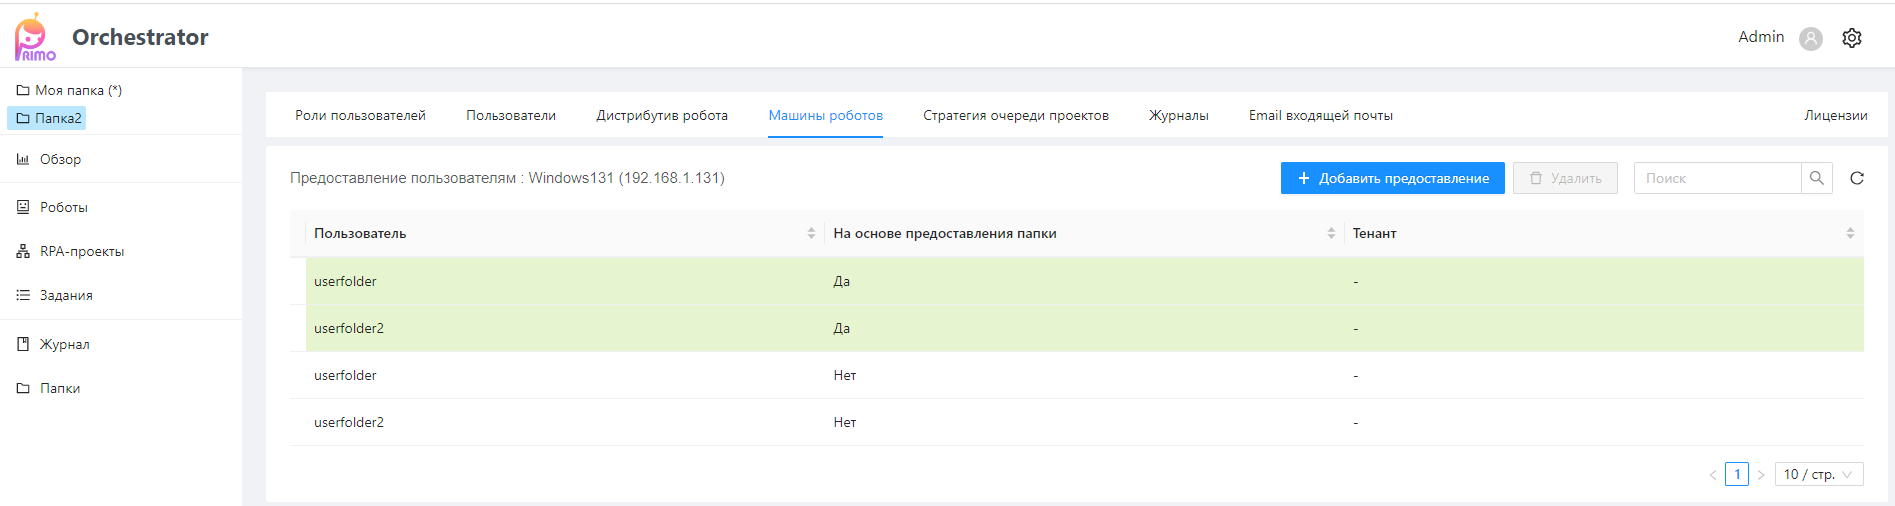 PRIMO
Orchestrator
Admin
Моя папка (*)
Папка2
Обзор
Роботы
RPA-проекты
Задания
Журнал
Папки
Роли пользователей Пользователи Дистрибутив робота Машины роботов Стратегия очереди проектов Журналы Email входящей почты Лицензии
Предоставление пользователям : Windows131 (192.168.1.131) + Добавить предоставление Удалить Поиск
Пользователь На основе предоставления папки Тенант
userfolder Да -
userfolder2 Да -
userfolder Нет -
userfolder2 Нет -
< 1 > 10 / стр.